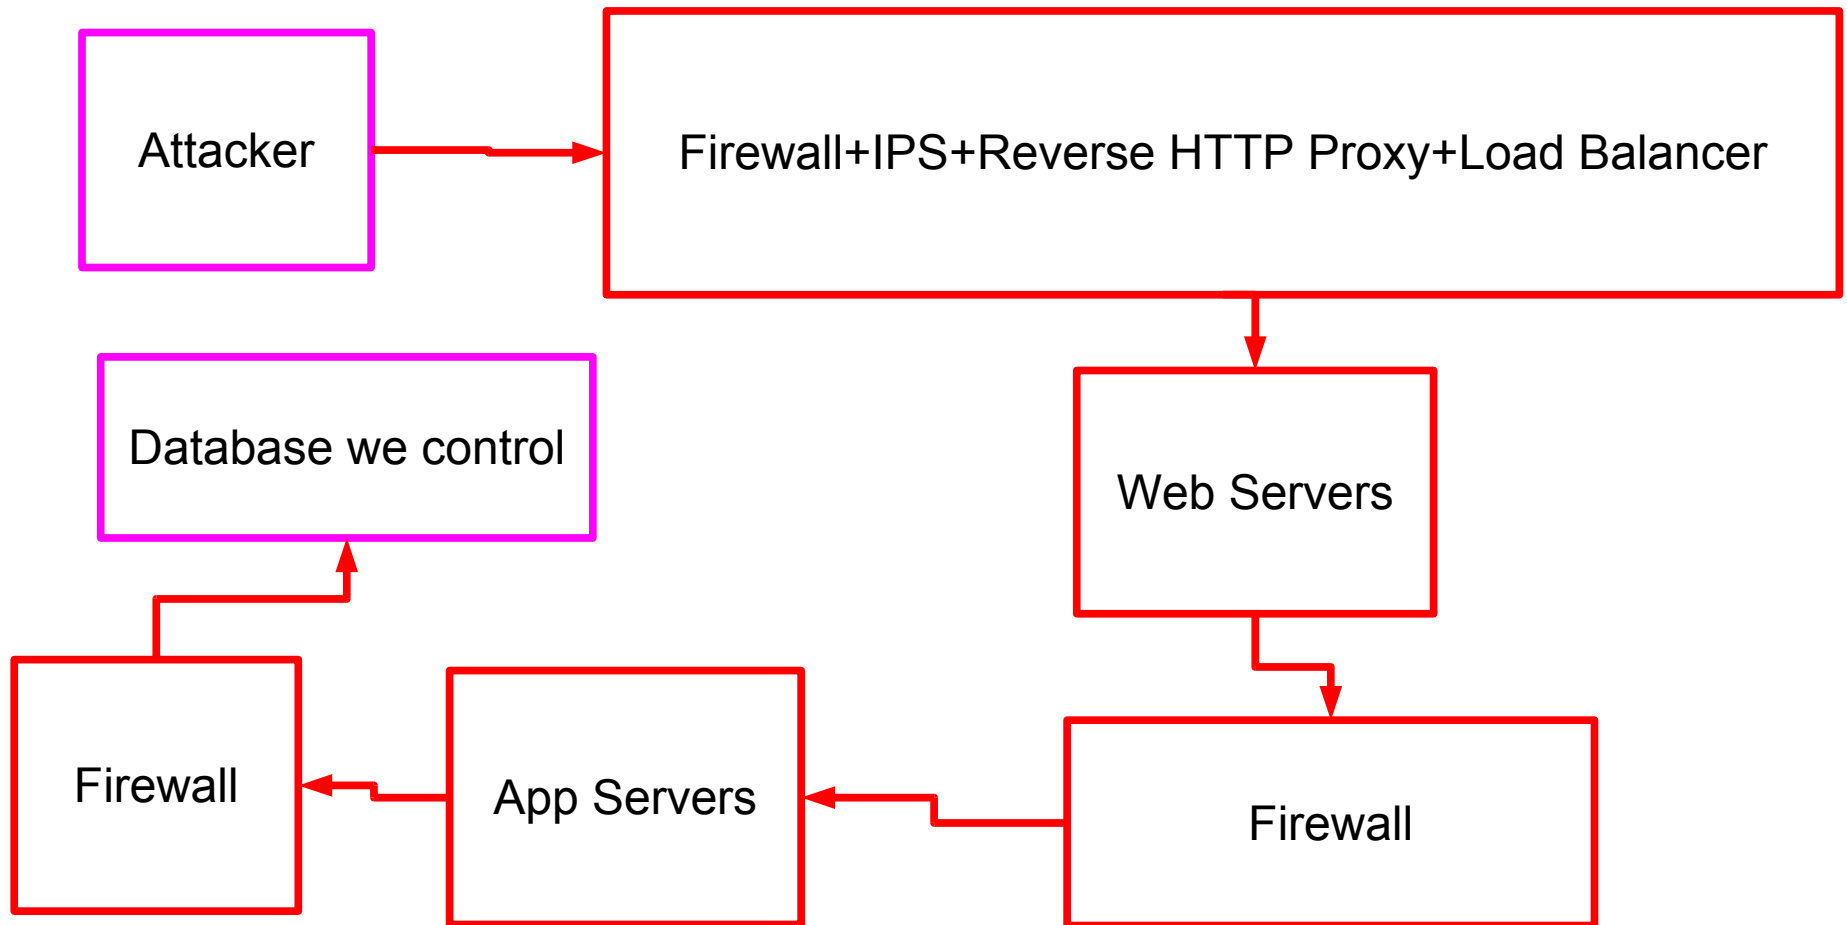 Attacker
Firewall+IPS+Reverse HTTP Proxy+Load Balancer
Database we control
Web Servers
Firewall
App Servers
Firewall